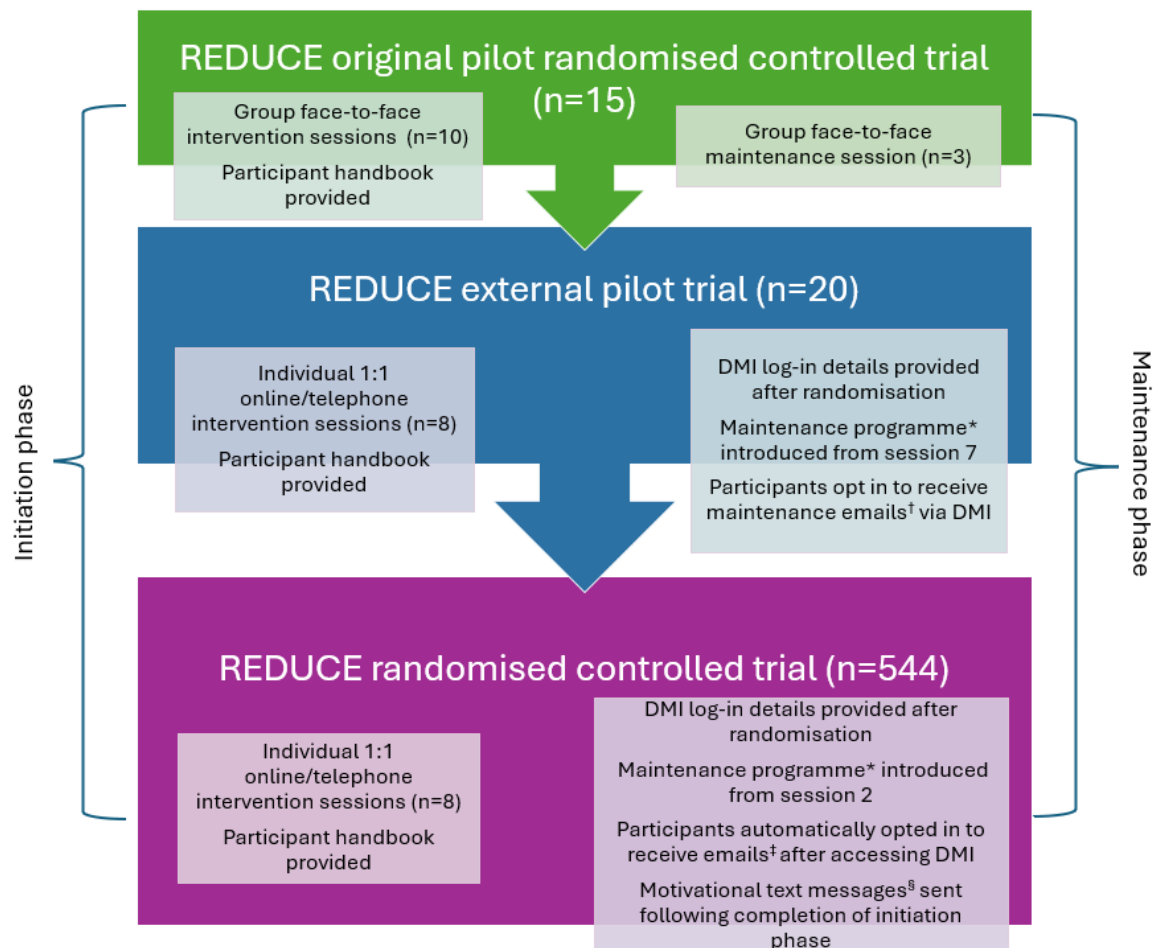 REDUCE original pilot randomised controlled trial
(n=15)
Group face-to-face
intervention sessions (n=10)
Participant handbook
provided
Group face-to-face
maintenance session (n=3)
REDUCE external pilot trial (n=20)
Individual 1:1
online/telephone
intervention sessions (n=8)
Participant handbook
provided
DMI log-in details provided
after randomisation
Maintenance programme*
introduced from session 7
Participants opt in to receive
maintenance emails† via DMI
Initiation phase
Maintenance phase
REDUCE randomised controlled trial (n=544)
Individual 1:1
online/telephone
intervention sessions (n=8)
Participant handbook
provided
DMI log-in details provided after
randomisation
Maintenance programme* introduced
from session 2
Participants automatically opted in to
receive emails‡ after accessing DMI
Motivational text messages§ sent
following completion of initiation
phase